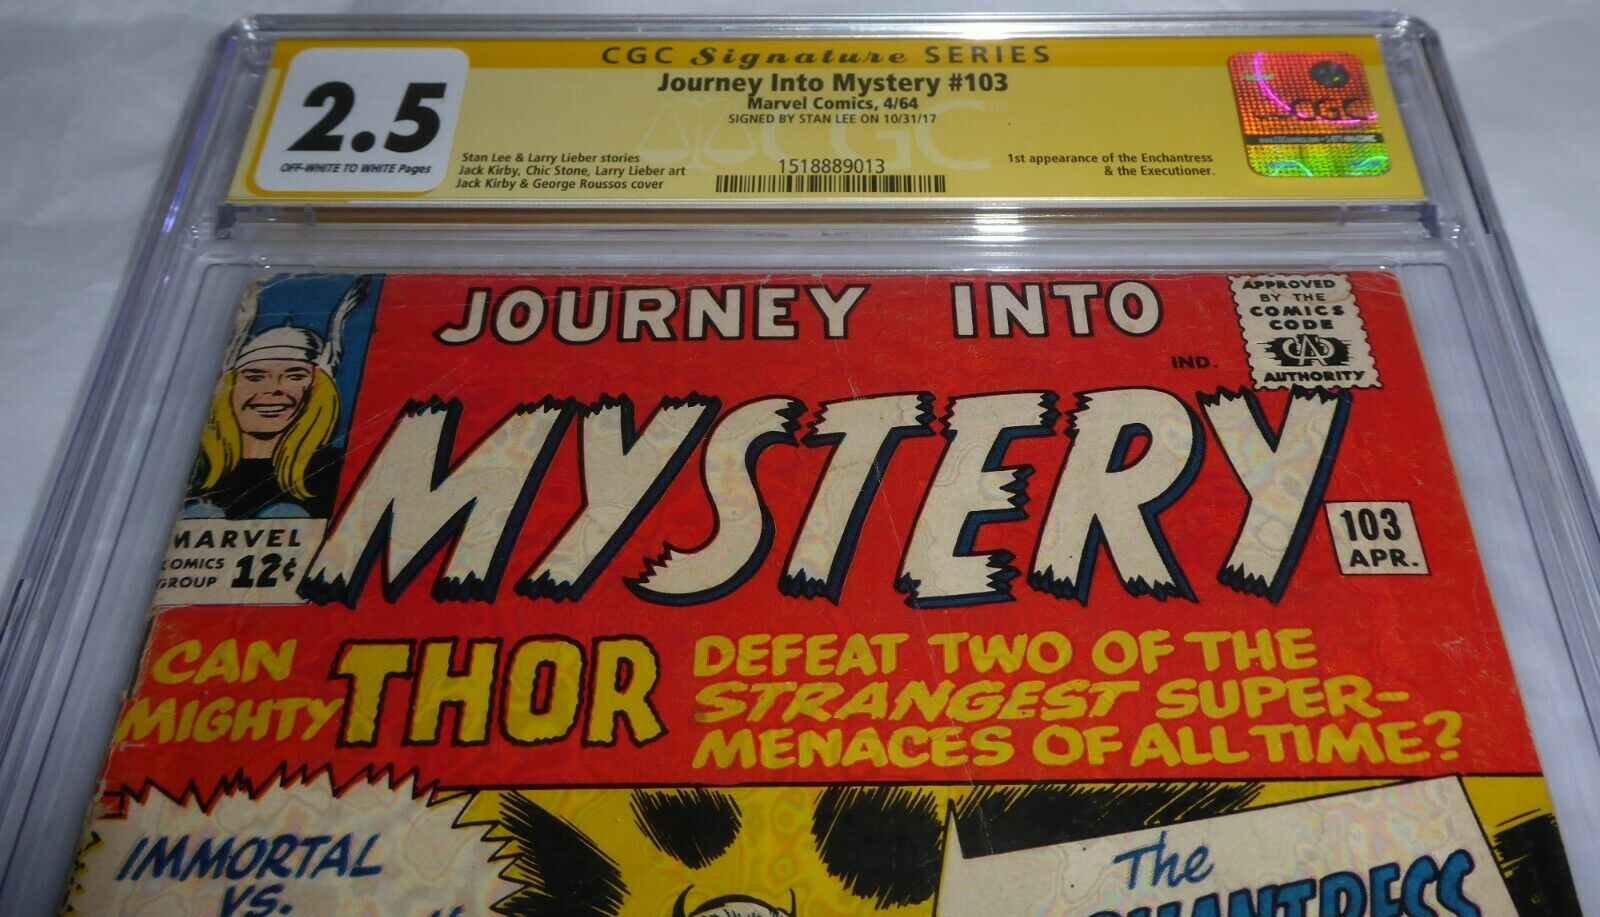 CGC Signature SERIES
Journey Into Mystery #103
Marvel Comics, 4/64
SIGNED BY STAN LEE ON 10/31/17
2.5
OFF-WHITE TO WHITE Pages
Stan Lee & Larry Lieber stories
Jack Kirby, Chic Stone, Larry Lieber art
Jack Kirby & George Roussos cover
1518889013
1st appearance of the Enchantress
& the Executioner.
CGC
CGC
JOURNEY INTO
MYSTERY
IND.
APPROVED
BY THE
COMICS
CODE
CA
AUTHORITY
103
APR.
MARVEL
COMICS
GROUP 12¢
CAN
MIGHTY THOR
DEFEAT TWO OF THE
STRANGEST SUPER-
MENACES OF ALL TIME?
IMMORTAL
VS.
The